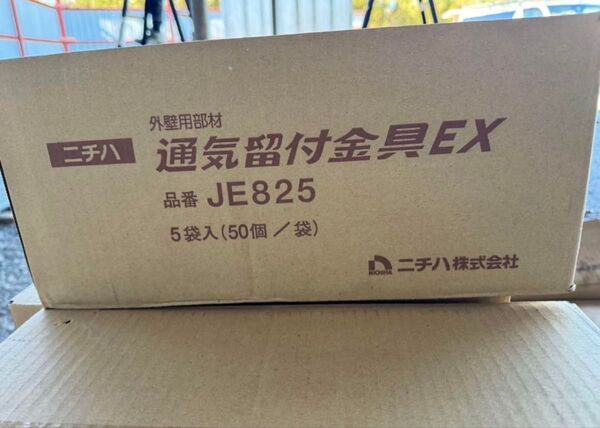 外壁用部材
ニチハ 通気留付金具EX
品番 JE825
5袋入(50個/袋)
NICHIHA ニチハ株式会社